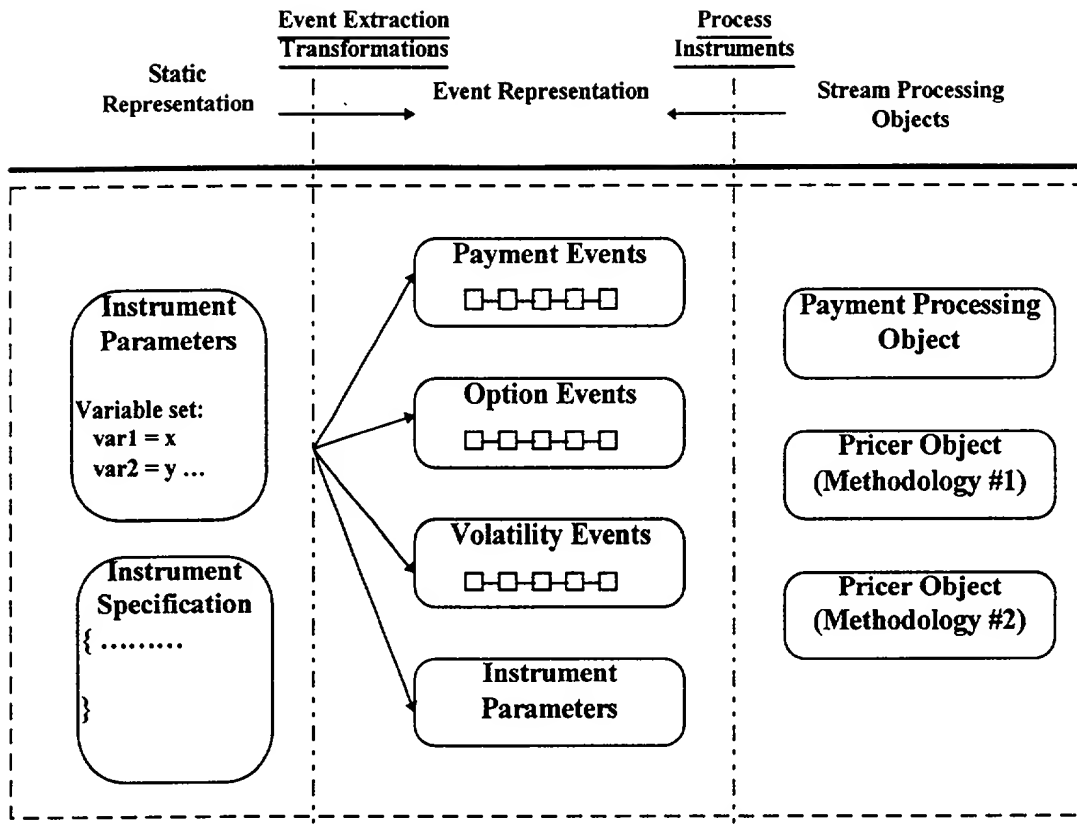 Event Extraction
Transformations
Process
Instruments
Static
Representation
Event Representation
Stream Processing
Objects
Instrument
Parameters
Variable set:
var1 = x
var2 = y ...
Instrument
Specification
{ .........
}
Payment Events
Option Events
Volatility Events
Instrument
Parameters
Payment Processing
Object
Pricer Object
(Methodology #1)
Pricer Object
(Methodology #2)